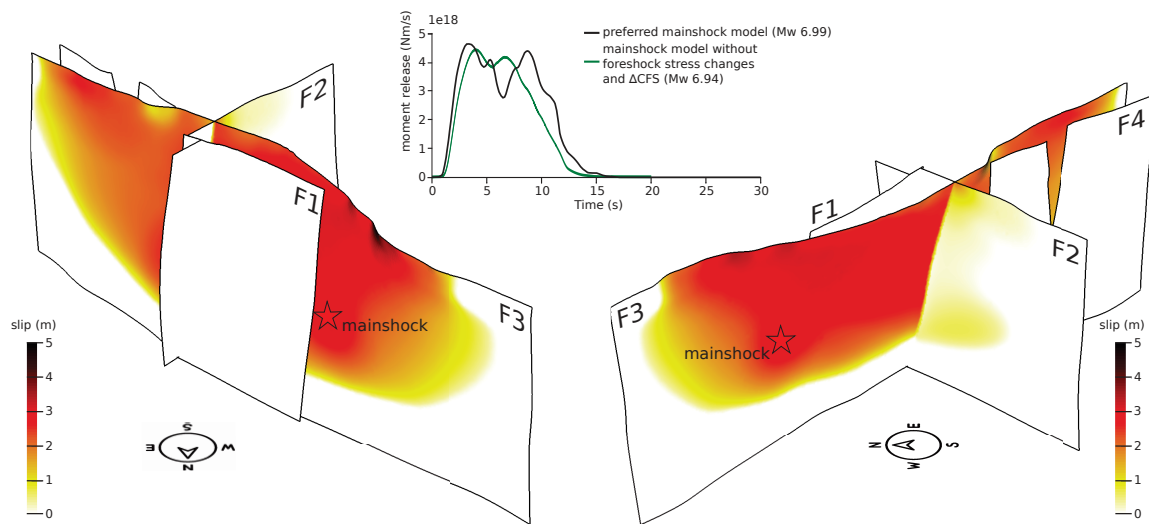 5
1e18
4
3
2
1
0
moment release (Nm/s)
0
5
10
15
20
25
30
Time (s)
preferred mainshock model (Mw 6.99)
mainshock model without
foreshock stress changes
and ΔCFS (Mw 6.94)
F2
F1
F3
mainshock
slip (m)
5
4
3
2
1
0
S
E
W
N
F4
F1
F2
F3
mainshock
slip (m)
5
4
3
2
1
0
E
N
S
W